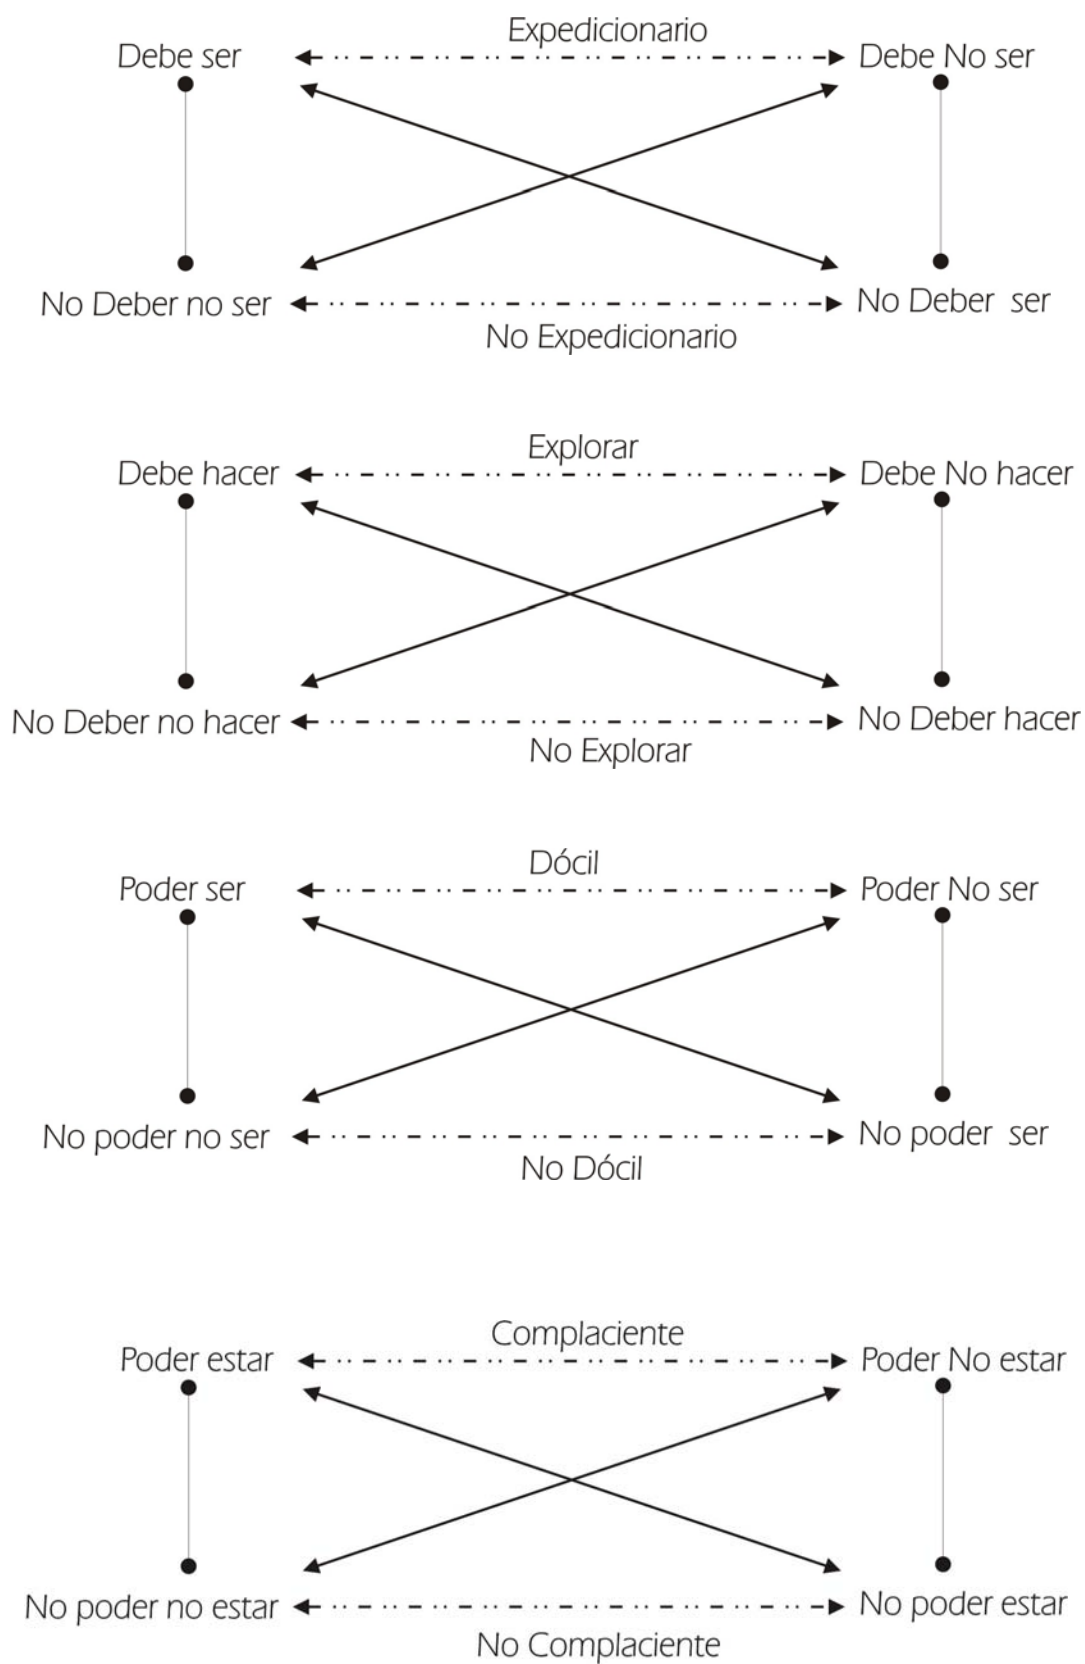 Expedicionario
Debe ser
Debe No ser
No Deber no ser
No Deber ser
No Expedicionario
Explorar
Debe hacer
Debe No hacer
No Deber no hacer
No Deber hacer
No Explorar
Dócil
Poder ser
Poder No ser
No poder no ser
No poder ser
No Dócil
Complaciente
Poder estar
Poder No estar
No poder no estar
No poder estar
No Complaciente